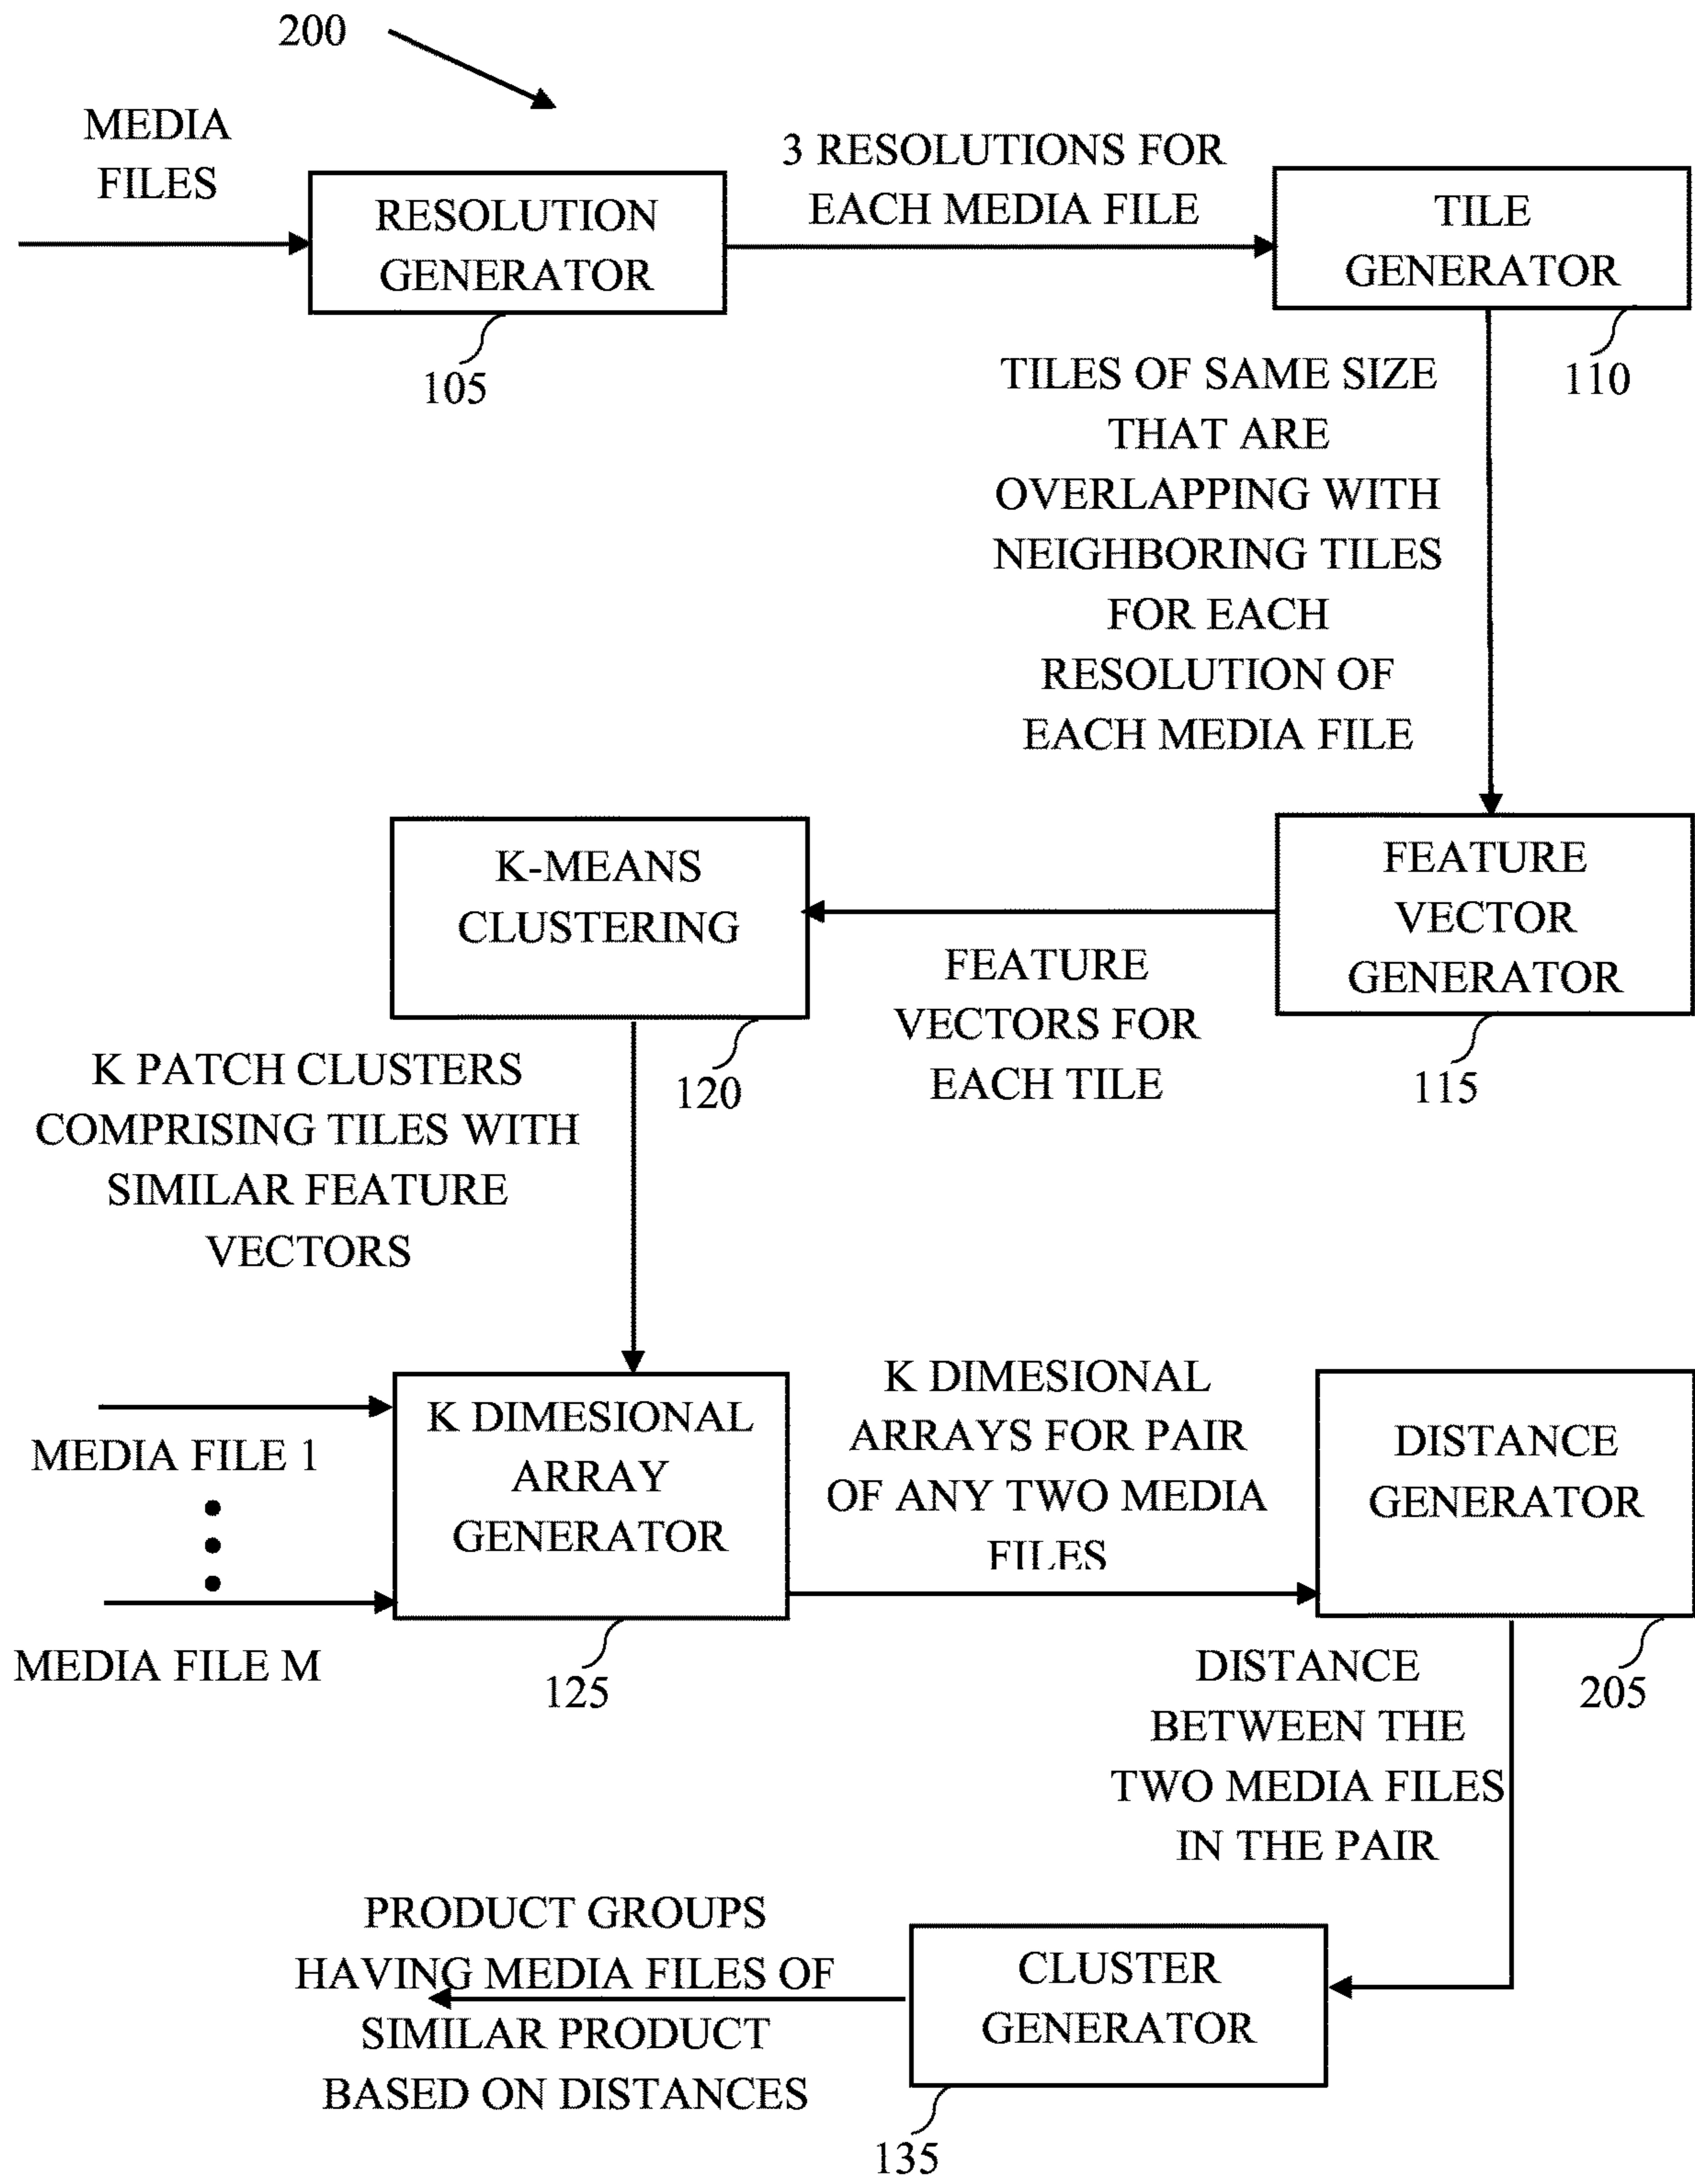 200
MEDIA
FILES
RESOLUTION
GENERATOR
105
3 RESOLUTIONS FOR
EACH MEDIA FILE
TILE
GENERATOR
110
TILES OF SAME SIZE
THAT ARE
OVERLAPPING WITH
NEIGHBORING TILES
FOR EACH
RESOLUTION OF
EACH MEDIA FILE
FEATURE
VECTOR
GENERATOR
115
FEATURE
VECTORS FOR
EACH TILE
K-MEANS
CLUSTERING
120
K PATCH CLUSTERS
COMPRISING TILES WITH
SIMILAR FEATURE
VECTORS
MEDIA FILE 1
MEDIA FILE M
K DIMESIONAL
ARRAY
GENERATOR
125
K DIMESIONAL
ARRAYS FOR PAIR
OF ANY TWO MEDIA
FILES
DISTANCE
GENERATOR
205
DISTANCE
BETWEEN THE
TWO MEDIA FILES
IN THE PAIR
CLUSTER
GENERATOR
135
PRODUCT GROUPS
HAVING MEDIA FILES OF
SIMILAR PRODUCT
BASED ON DISTANCES